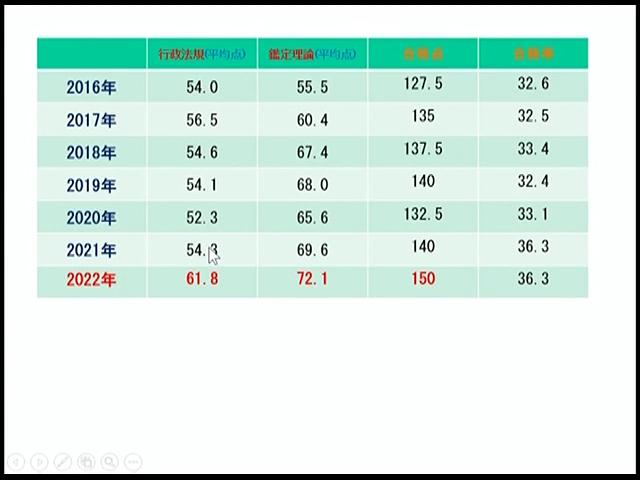 行政法規(平均点) 鑑定理論(平均点) 合格点 合格率
2016年 54.0 55.5 127.5 32.6
2017年 56.5 60.4 135 32.5
2018年 54.6 67.4 137.5 33.4
2019年 54.1 68.0 140 32.4
2020年 52.3 65.6 132.5 33.1
2021年 54.3 69.6 140 36.3
2022年 61.8 72.1 150 36.3